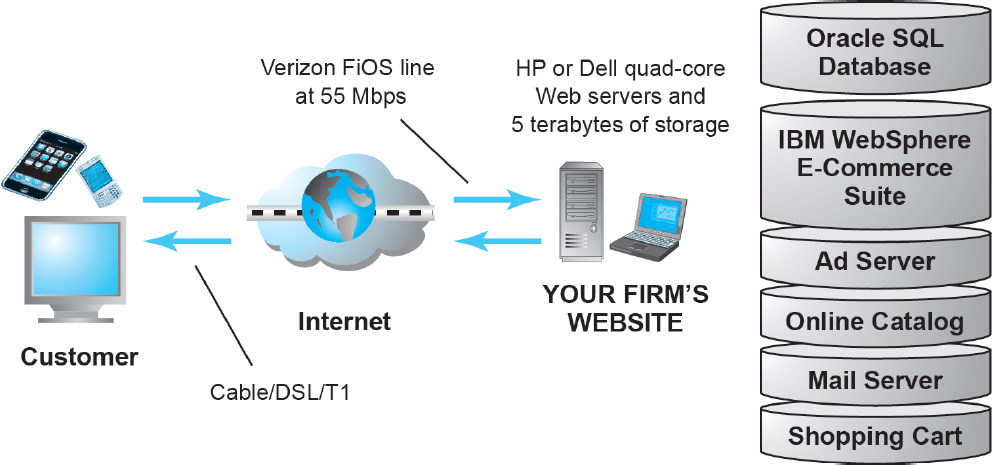 Verizon FiOS line
at 55 Mbps
HP or Dell quad-core
Web servers and
5 terabytes of storage
Customer
Internet
YOUR FIRM'S
WEBSITE
Cable/DSL/T1
Oracle SQL
Database
IBM WebSphere
E-Commerce
Suite
Ad Server
Online Catalog
Mail Server
Shopping Cart